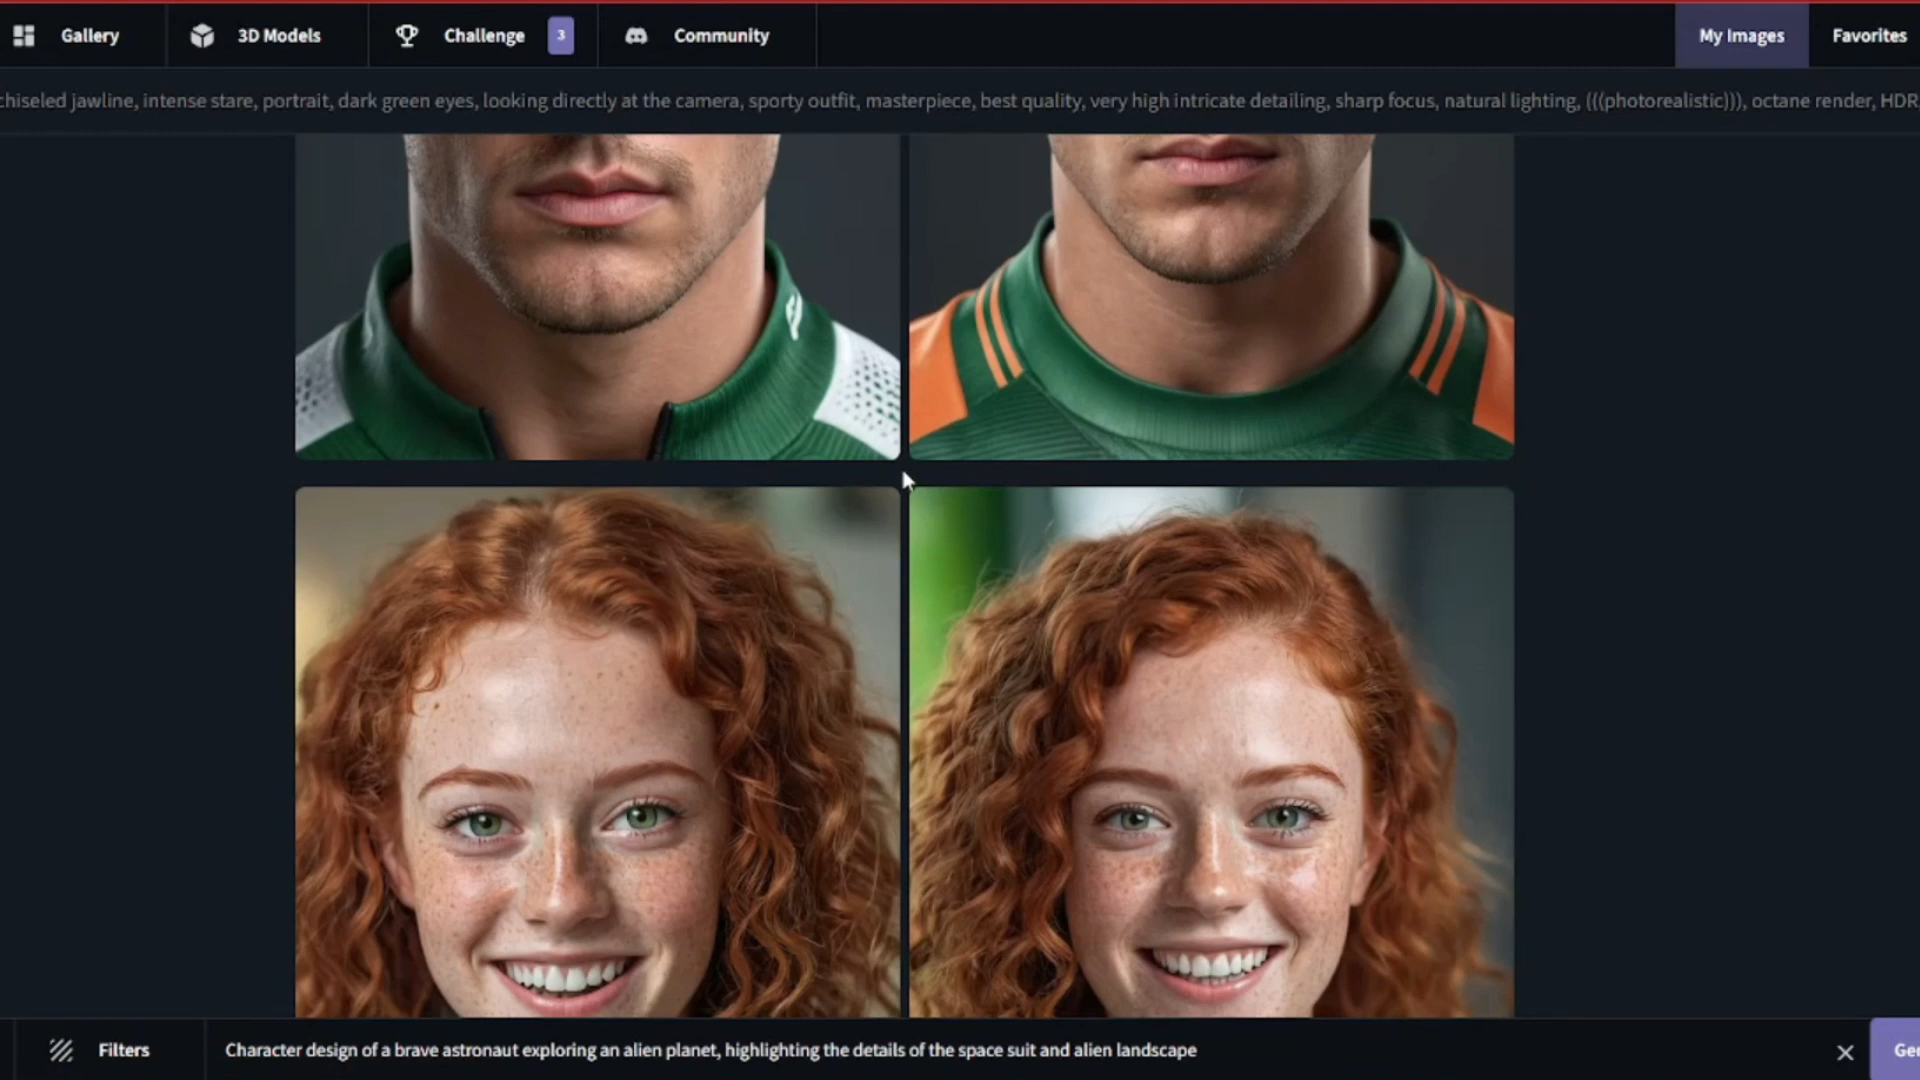 Gallery 3D Models Challenge 3 Community My Images Favorites
chiseled jawline, intense stare, portrait, dark green eyes, looking directly at the camera, sporty outfit, masterpiece, best quality, very high intricate detailing, sharp focus, natural lighting, (((photorealistic))), octane render, HDR,
Filters Character design of a brave astronaut exploring an alien planet, highlighting the details of the space suit and alien landscape